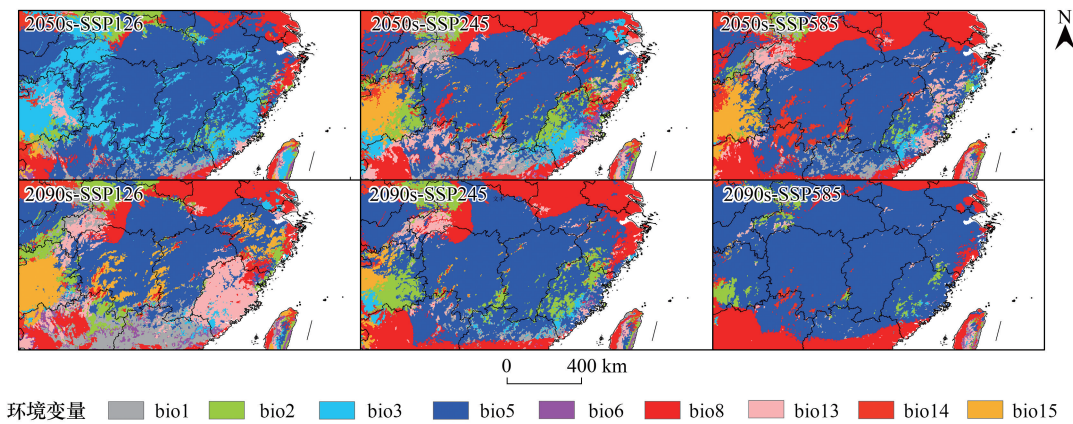 2050s-SSP126 2050s-SSP245 2050s-SSP585 N
2090s-SSP126 2090s-SSP245 2090s-SSP585
0 400 km
环境变量 bio1 bio2 bio3 bio5 bio6 bio8 bio13 bio14 bio15